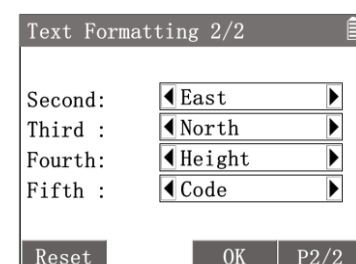 Text Formatting 2/2
Second: East
Third : North
Fourth: Height
Fifth : Code
Reset OK P2/2